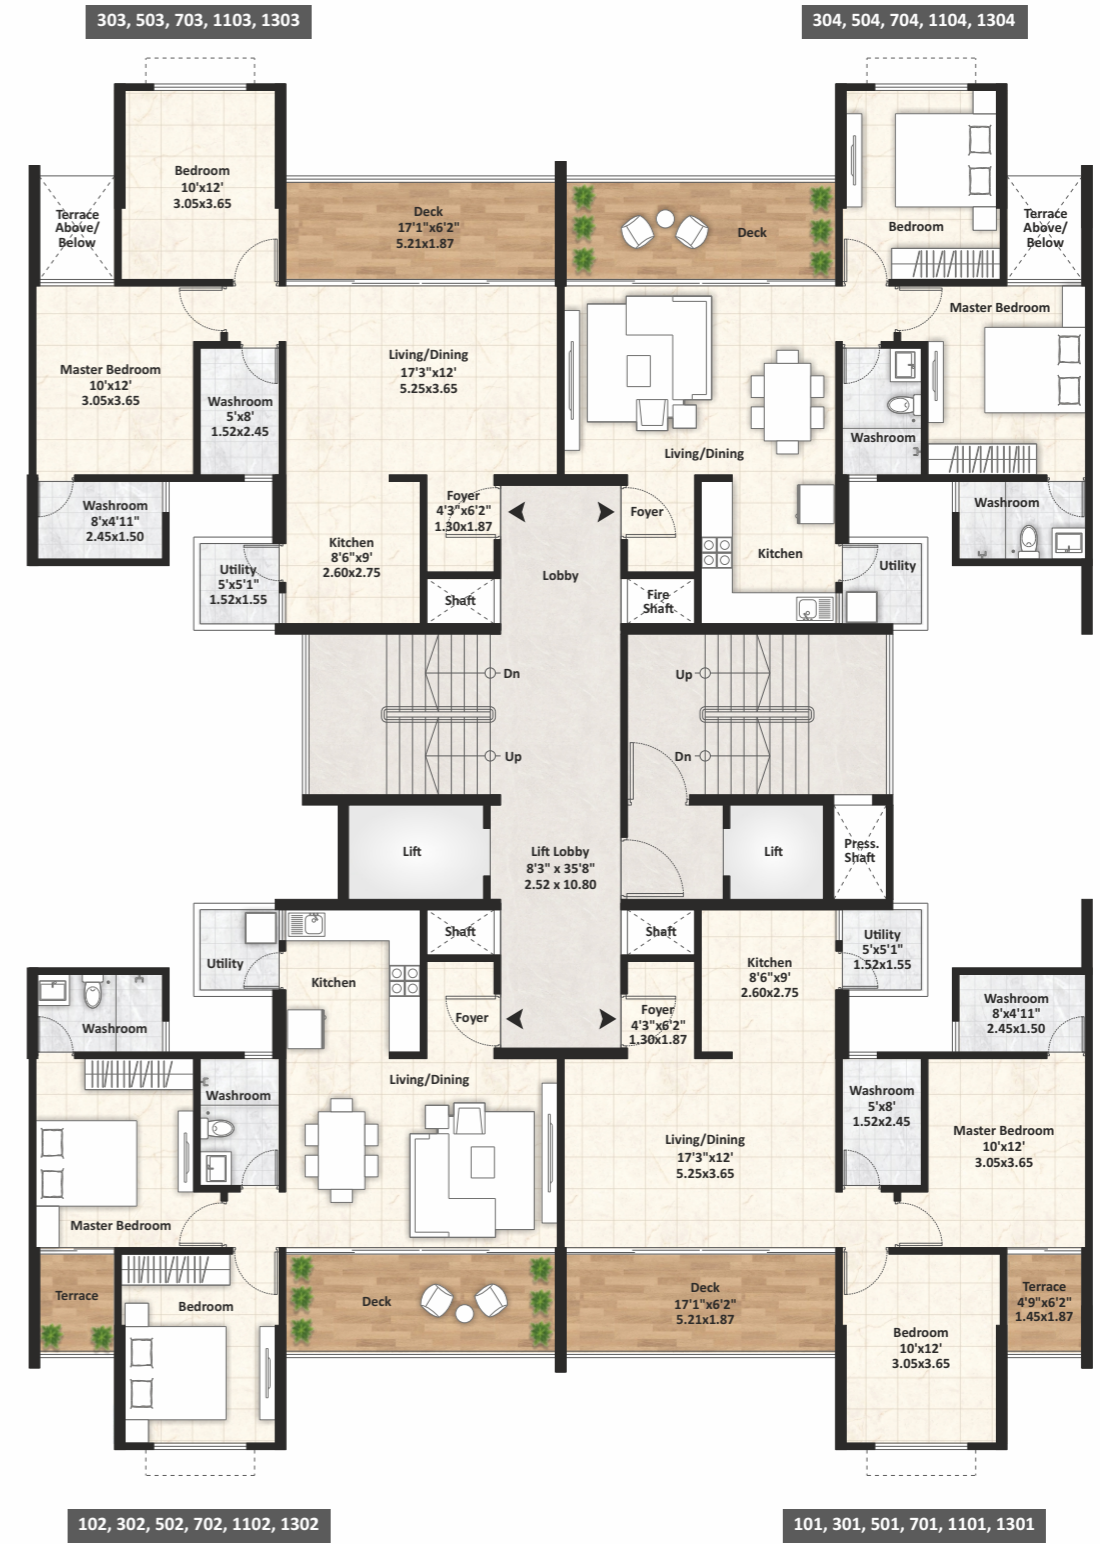 303, 503, 703, 1103, 1303
304, 504, 704, 1104, 1304
Bedroom
10'x12'
3.05x3.65
Terrace
Above/
Below
Deck
17'1"x6'2"
5.21x1.87
Deck
Bedroom
Terrace
Above/
Below
Master Bedroom
10'x12'
3.05x3.65
Washroom
5'x8'
1.52x2.45
Living/Dining
17'3"x12'
5.25x3.65
Living/Dining
Washroom
Master Bedroom
Washroom
8'x4'11"
2.45x1.50
Utility
5'x5'1"
1.52x1.55
Kitchen
8'6"x9'
2.60x2.75
Foyer
4'3"x6'2"
1.30x1.87
Foyer
Kitchen
Washroom
Utility
Shaft
Lobby
Fire
Shaft
Dn
Up
Up
Dn
Lift
Lift Lobby
8'3" x 35'8"
2.52 x 10.80
Lift
Press.
Shaft
Utility
Kitchen
Shaft
Shaft
Kitchen
8'6"x9'
2.60x2.75
Utility
5'x5'1"
1.52x1.55
Washroom
Foyer
Foyer
4'3"x6'2"
1.30x1.87
Washroom
8'x4'11"
2.45x1.50
Washroom
Living/Dining
Living/Dining
17'3"x12'
5.25x3.65
Washroom
5'x8'
1.52x2.45
Master Bedroom
10'x12'
3.05x3.65
Master Bedroom
Terrace
Bedroom
Deck
Deck
17'1"x6'2"
5.21x1.87
Bedroom
10'x12'
3.05x3.65
Terrace
4'9"x6'2"
1.45x1.87
102, 302, 502, 702, 1102, 1302
101, 301, 501, 701, 1101, 1301